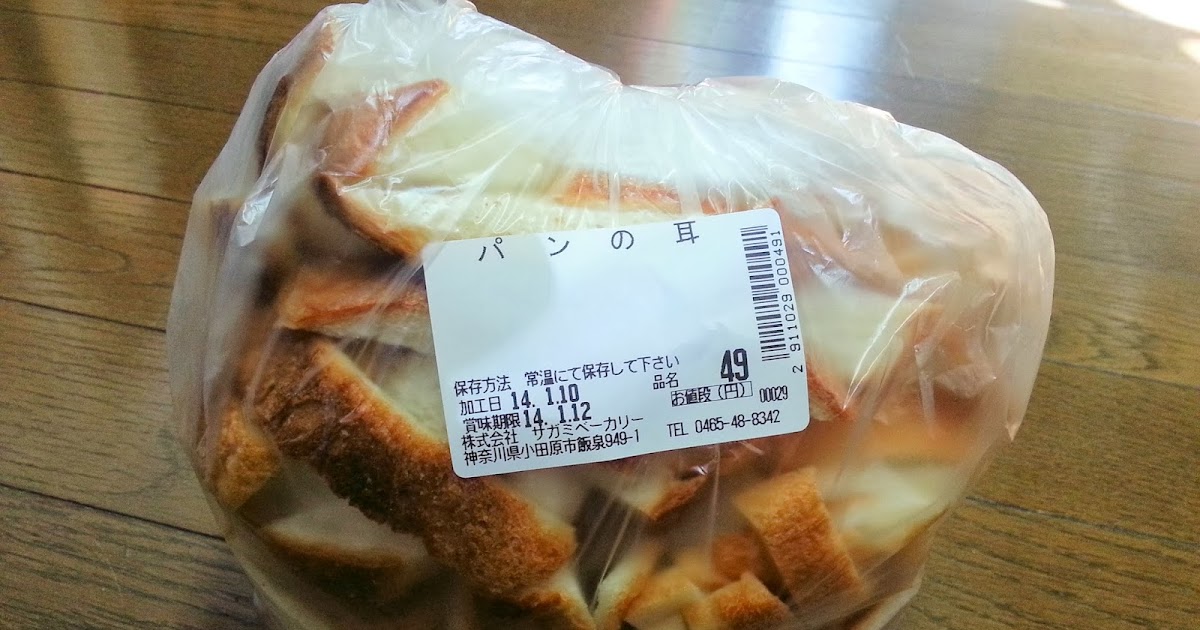 パンの耳
2 911029 000491
保存方法 常温にて保存して下さい
加工日 14. 1.10
賞味期限 14. 1.12
品名 49
お値段(円) 00029
株式会社 サガミベーカリー
神奈川県小田原市飯泉949-1
TEL 0465-48-8342